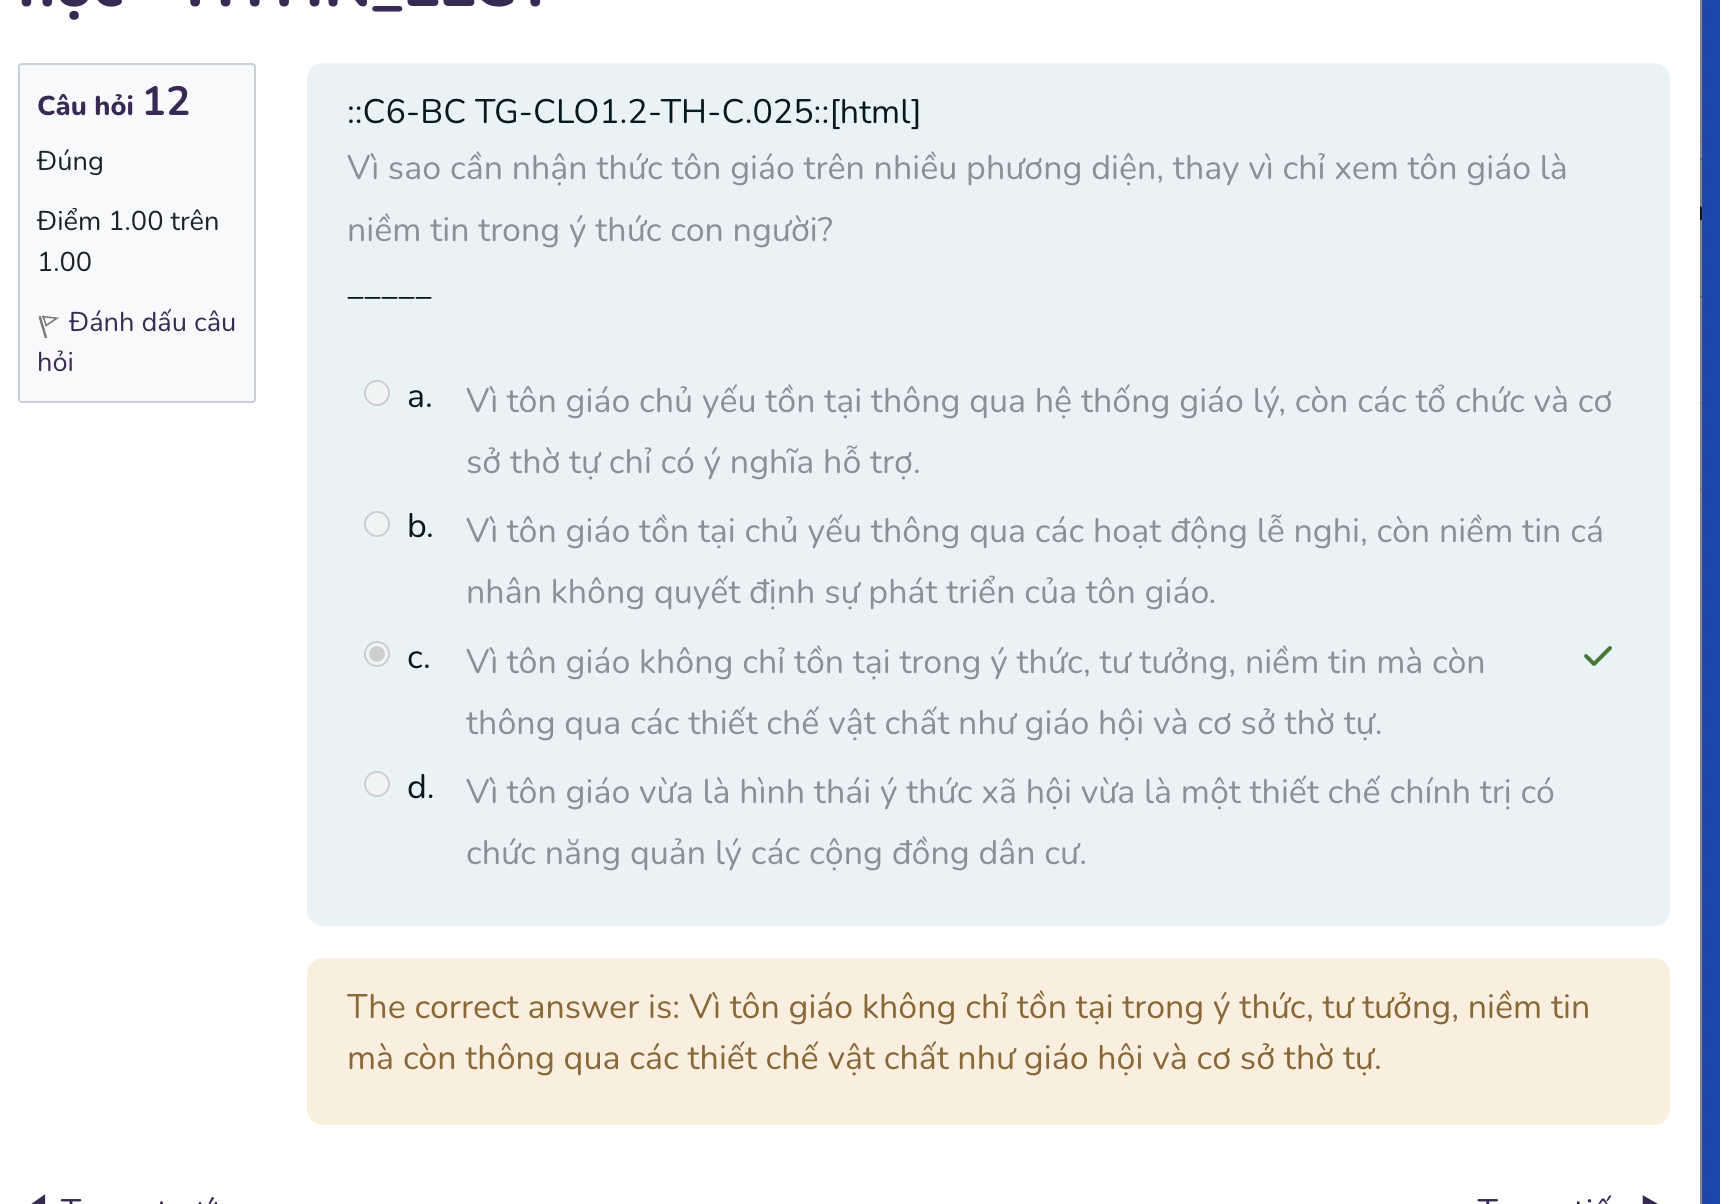 Câu hỏi 12
Đúng
Điểm 1.00 trên
1.00
Đánh dấu câu
hỏi
::C6-BC TG-CLO1.2-TH-C.025::[html]
Vì sao cần nhận thức tôn giáo trên nhiều phương diện, thay vì chỉ xem tôn giáo là
niềm tin trong ý thức con người?
_____
a. Vì tôn giáo chủ yếu tồn tại thông qua hệ thống giáo lý, còn các tổ chức và cơ
sở thờ tự chỉ có ý nghĩa hỗ trợ.
b. Vì tôn giáo tồn tại chủ yếu thông qua các hoạt động lễ nghi, còn niềm tin cá
nhân không quyết định sự phát triển của tôn giáo.
c. Vì tôn giáo không chỉ tồn tại trong ý thức, tư tưởng, niềm tin mà còn
thông qua các thiết chế vật chất như giáo hội và cơ sở thờ tự.
d. Vì tôn giáo vừa là hình thái ý thức xã hội vừa là một thiết chế chính trị có
chức năng quản lý các cộng đồng dân cư.
The correct answer is: Vì tôn giáo không chỉ tồn tại trong ý thức, tư tưởng, niềm tin
mà còn thông qua các thiết chế vật chất như giáo hội và cơ sở thờ tự.